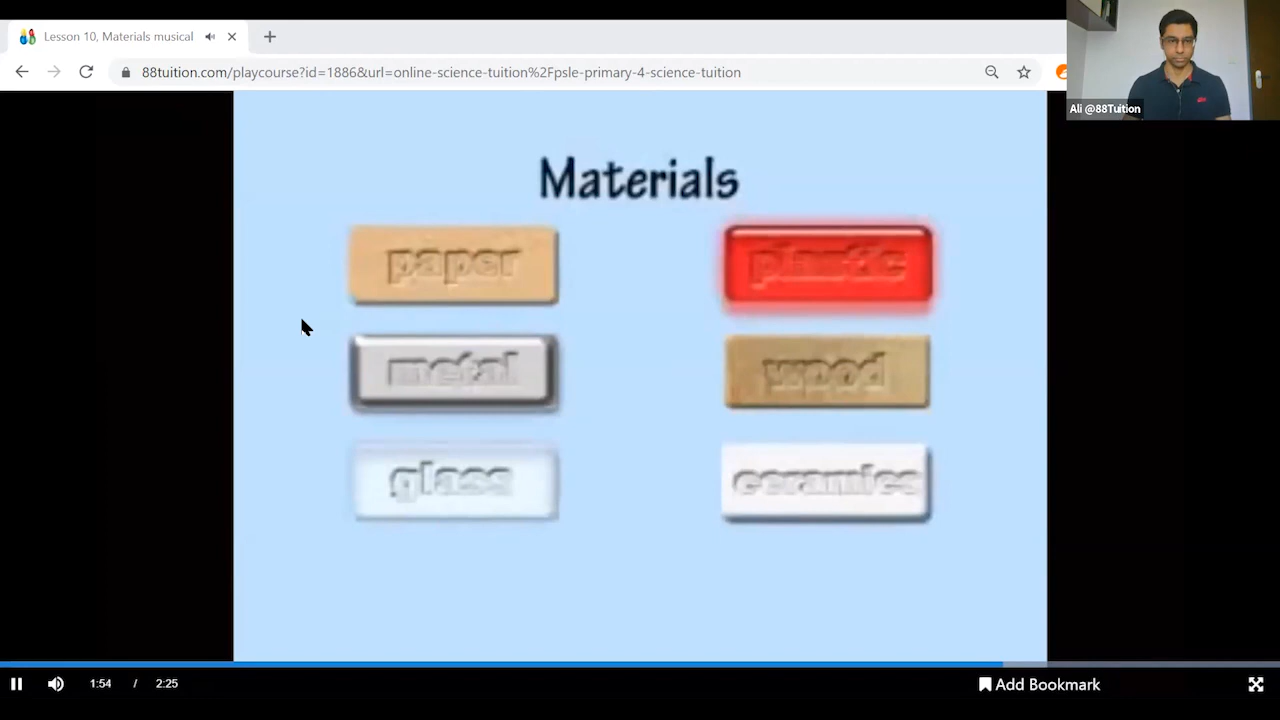 Lesson 10, Materials musical
88tuition.com/playcourse?id=1886&url=online-science-tuition%2Fpsle-primary-4-science-tuition
Ali @88Tuition
Materials
paper
plastic
metal
wood
glass
ceramics
1:54 / 2:25
Add Bookmark